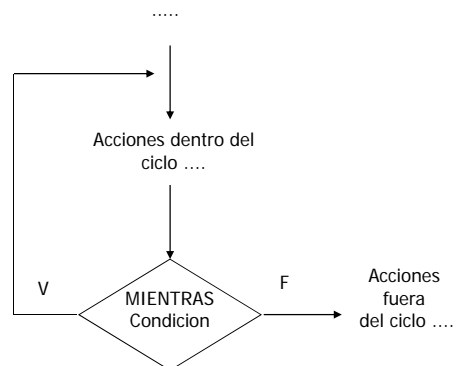 .....
Acciones dentro del
ciclo ....
V
MIENTRAS
Condicion
F
Acciones
fuera
del ciclo ....